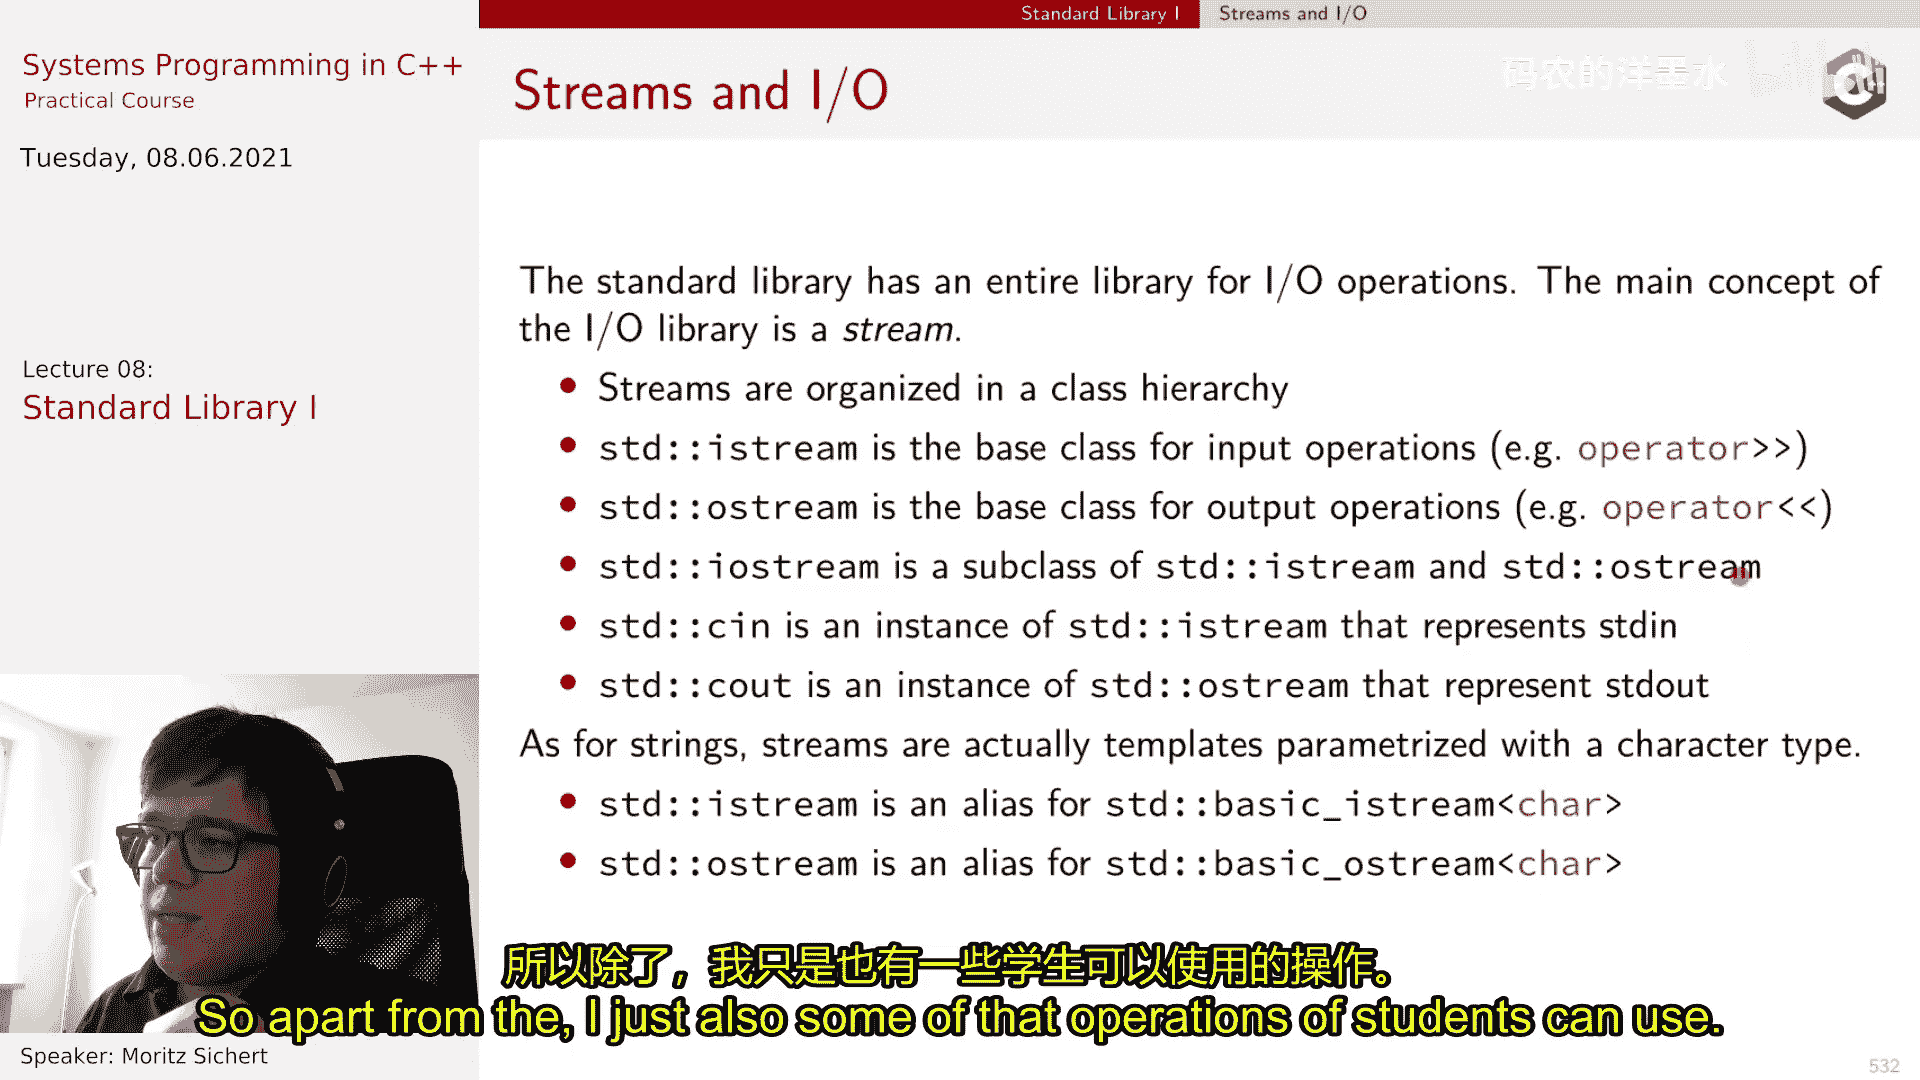 Standard Library I
Streams and I/O
Systems Programming in C++
Practical Course
Tuesday, 08.06.2021
Lecture 08:
Standard Library I
Streams and I/O
码农的洋墨水
The standard library has an entire library for I/O operations. The main concept of
the I/O library is a stream.
• Streams are organized in a class hierarchy
• std::istream is the base class for input operations (e.g. operator>>)
• std::ostream is the base class for output operations (e.g. operator<<)
• std::iostream is a subclass of std::istream and std::ostream
• std::cin is an instance of std::istream that represents stdin
• std::cout is an instance of std::ostream that represent stdout
As for strings, streams are actually templates parametrized with a character type.
• std::istream is an alias for std::basic_istream<char>
• std::ostream is an alias for std::basic_ostream<char>
所以除了，我只是也有一些学生可以使用的操作。
So apart from the, I just also some of that operations of students can use.
Speaker: Moritz Sichert
532